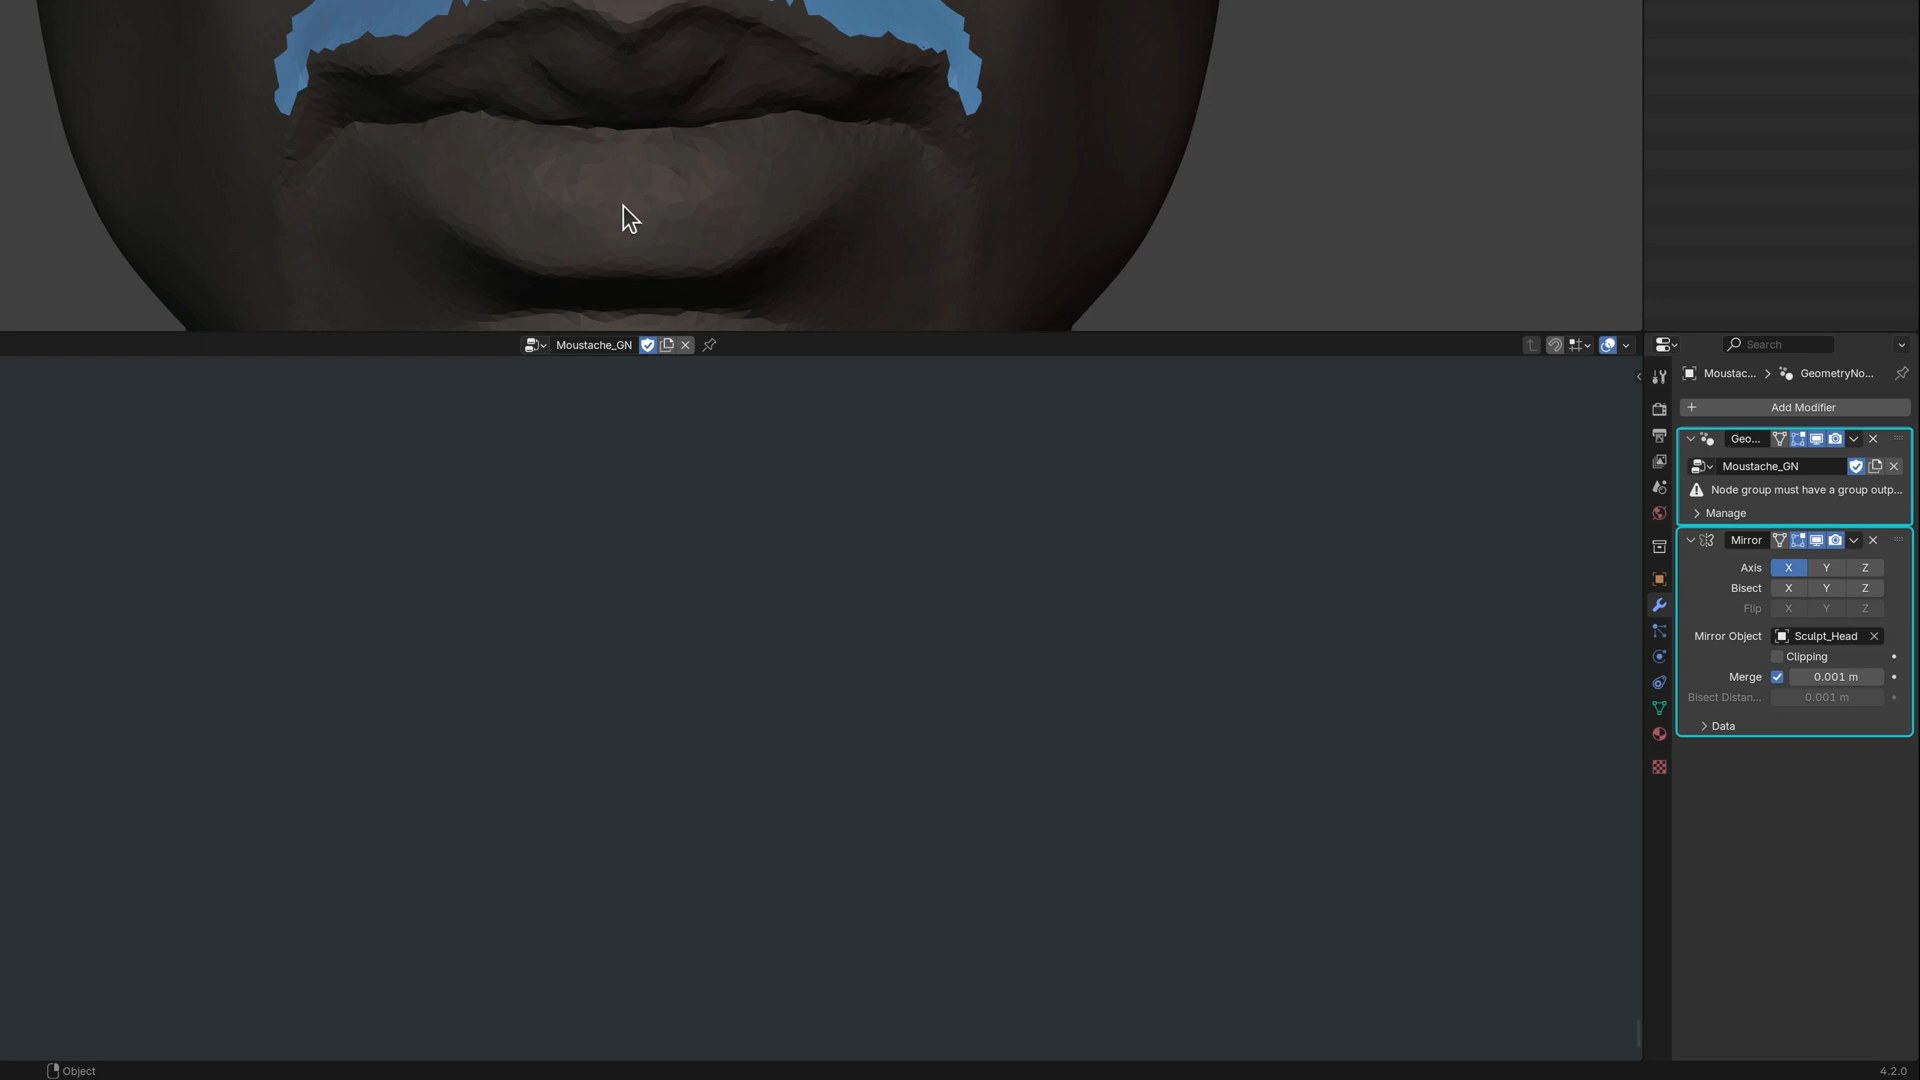 Moustache_GN
Search
Moustac... GeometryNo...
Add Modifier
Geo...
Moustache_GN
Node group must have a group outp...
Manage
Mirror
Axis X Y Z
Bisect X Y Z
Flip X Y Z
Mirror Object Sculpt_Head
Clipping
Merge 0.001 m
Bisect Distan... 0.001 m
Data
Object
4.2.0